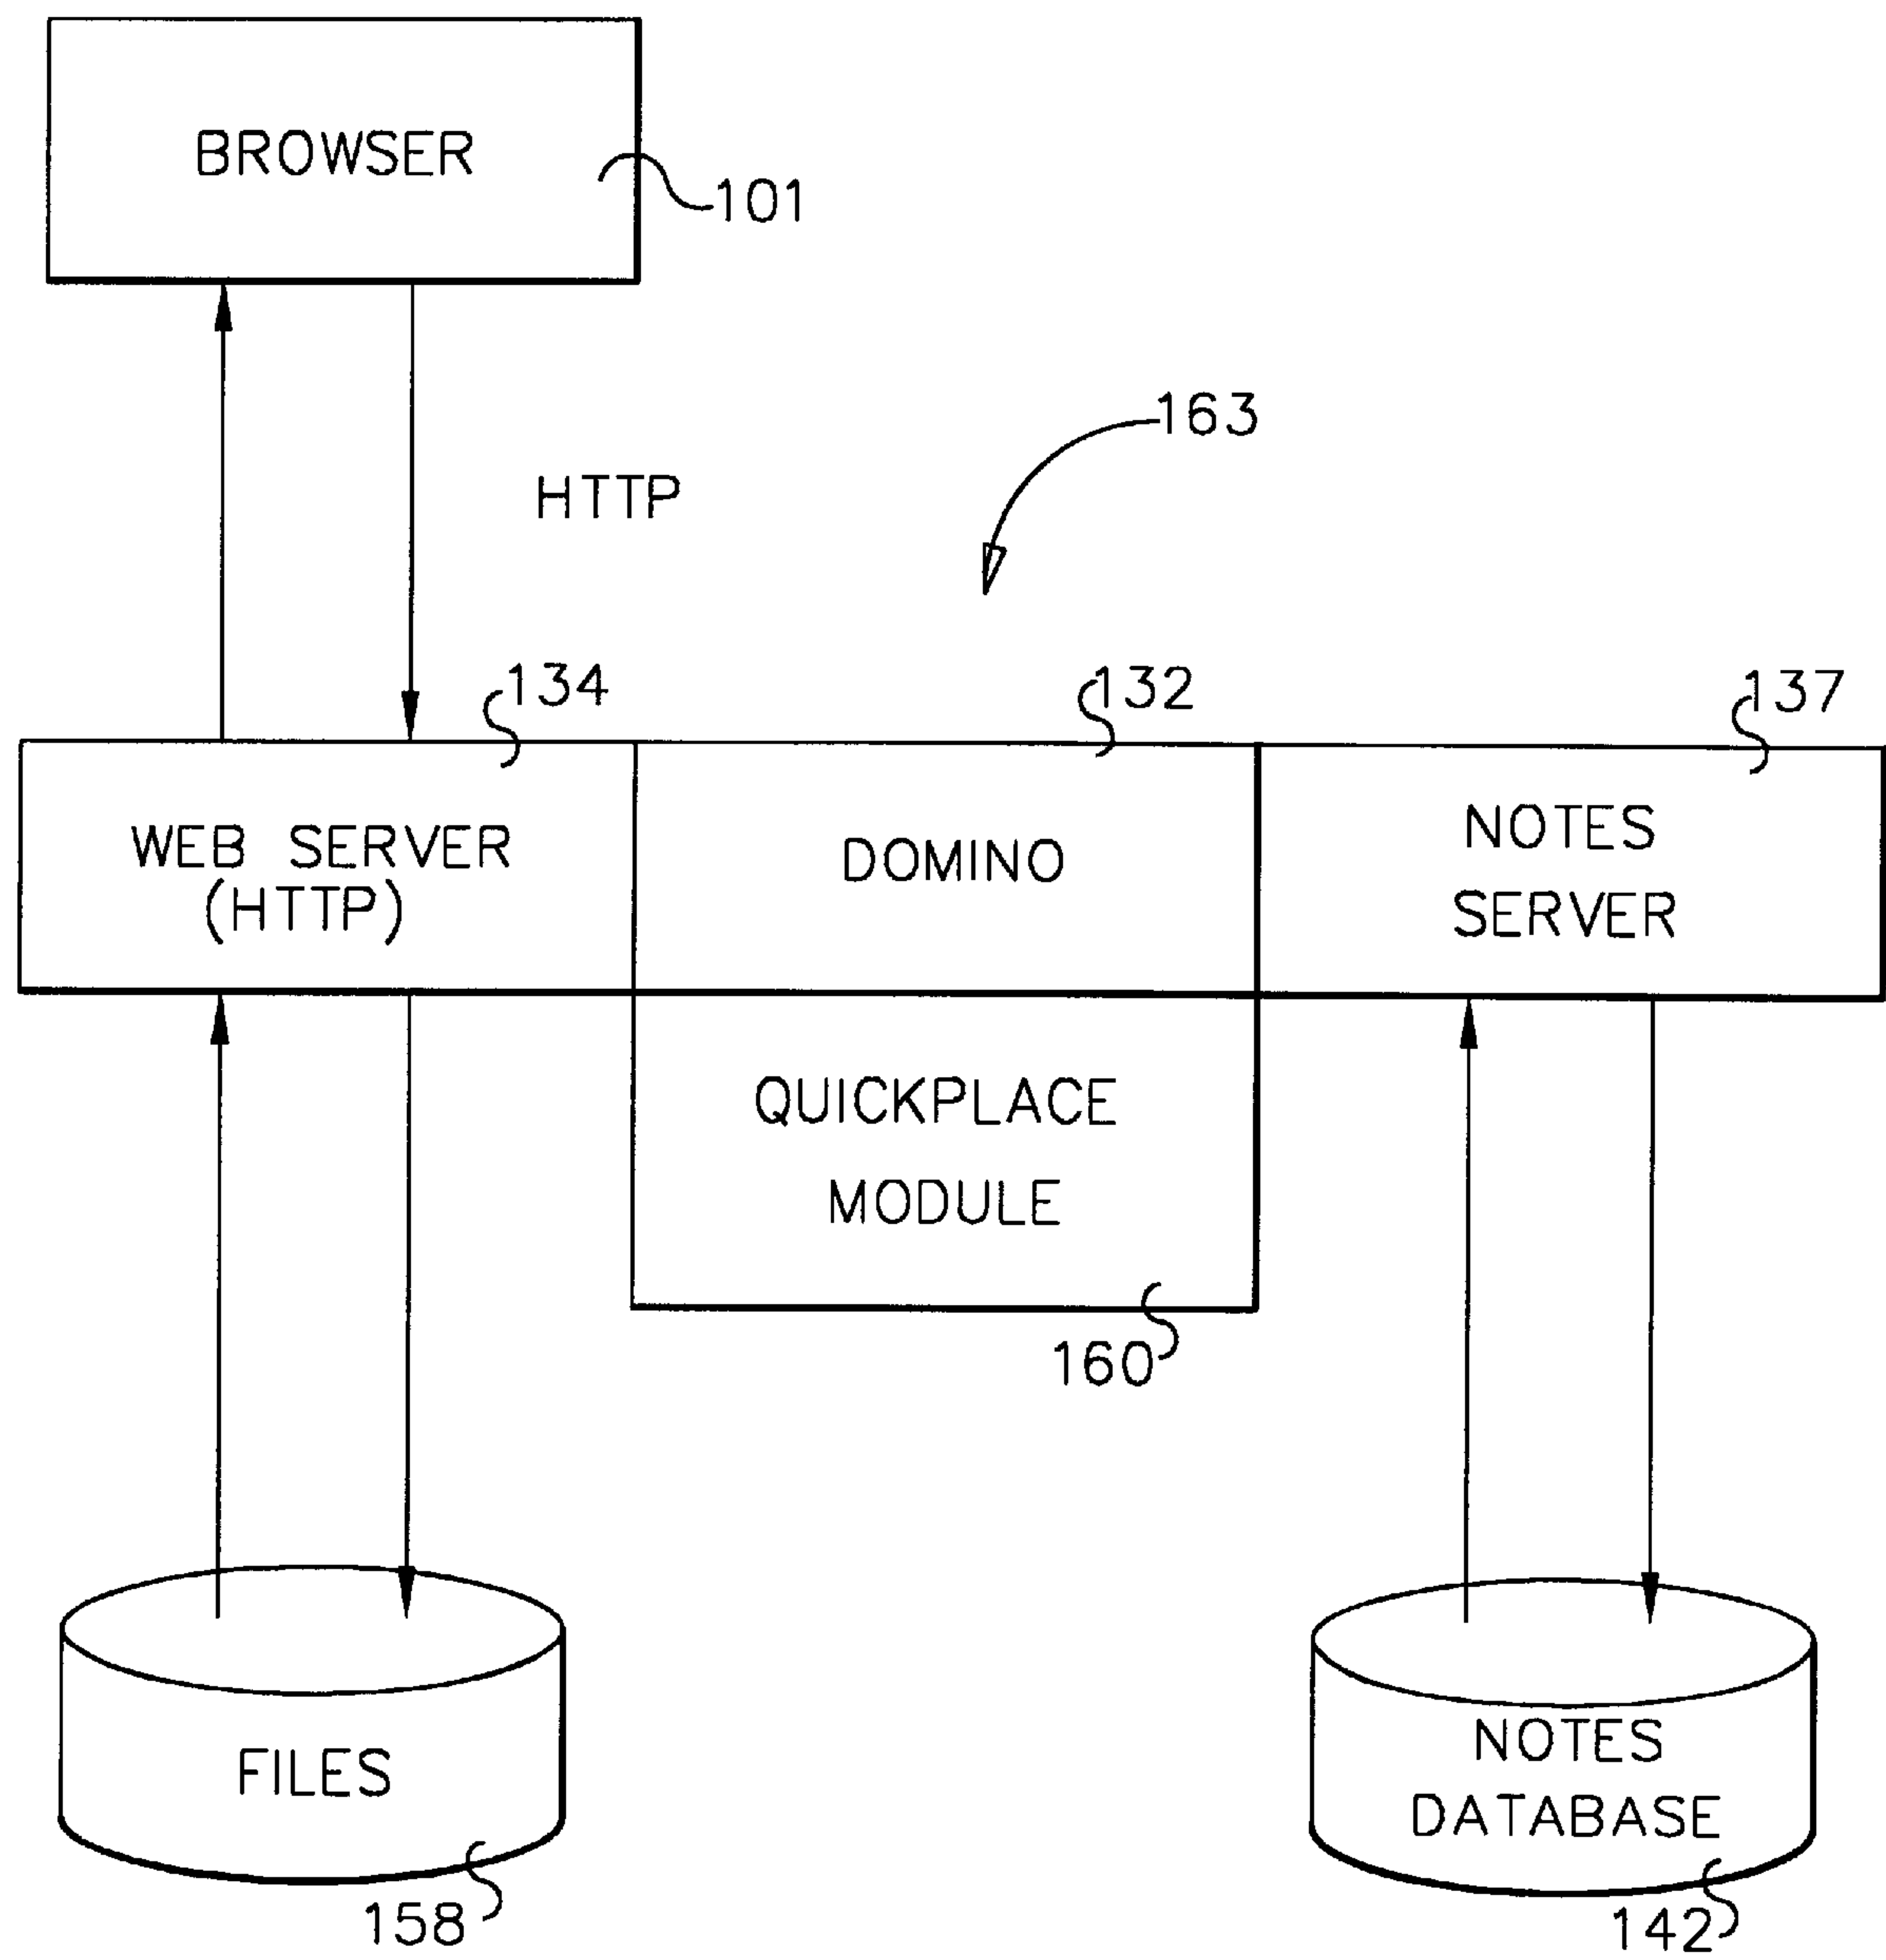 BROWSER
101
HTTP
163
134
132
137
WEB SERVER
(HTTP)
DOMINO
NOTES
SERVER
QUICKPLACE
MODULE
160
FILES
158
NOTES
DATABASE
142